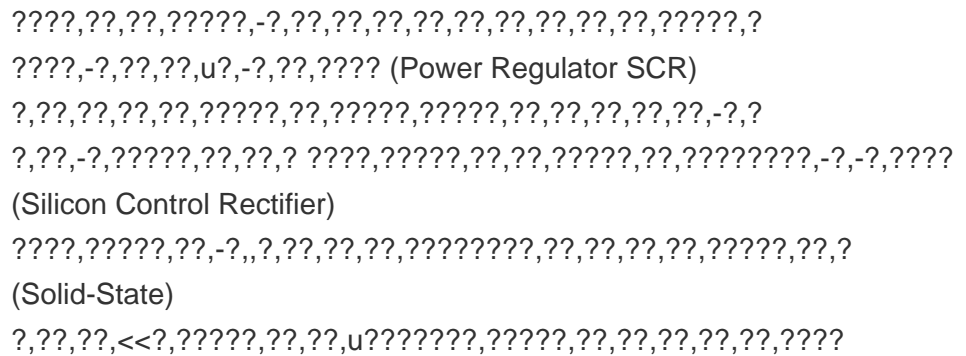 ????,??,??,?????,-?,??,??,??,??,??,??,??,??,??,??,?????,?
????,-?,??,??,u?,-?,??,???? (Power Regulator SCR)
?,??,??,??,??,?????,??,?????,?????,??,??,??,??,??,-?,?
?,??,-?,?????,??,??,? ????,?????,??,??,?????,??,????????,-?,-?,????
(Silicon Control Rectifier)
????,?????,??,-?,,?,??,??,??,????????,??,??,??,??,?????,??,?
(Solid-State)
?,??,??,<<?,?????,??,??,u???????,?????,??,??,??,??,??,????